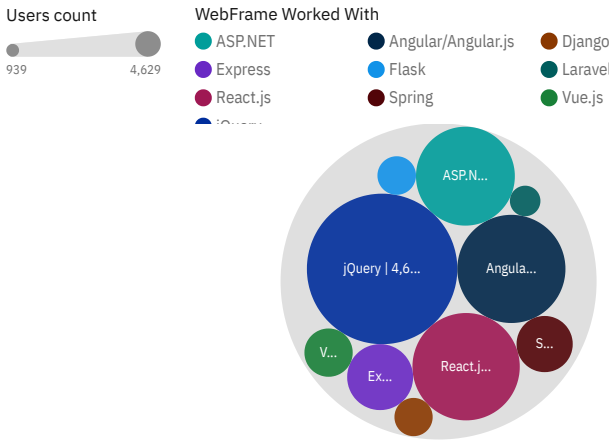 Users count
939 4,629
WebFrame Worked With
ASP.NET Angular/Angular.js Django
Express Flask Laravel
React.js Spring Vue.js
jQuery
ASP.N...
jQuery | 4,6... Angula...
V... S...
Ex... React.j...